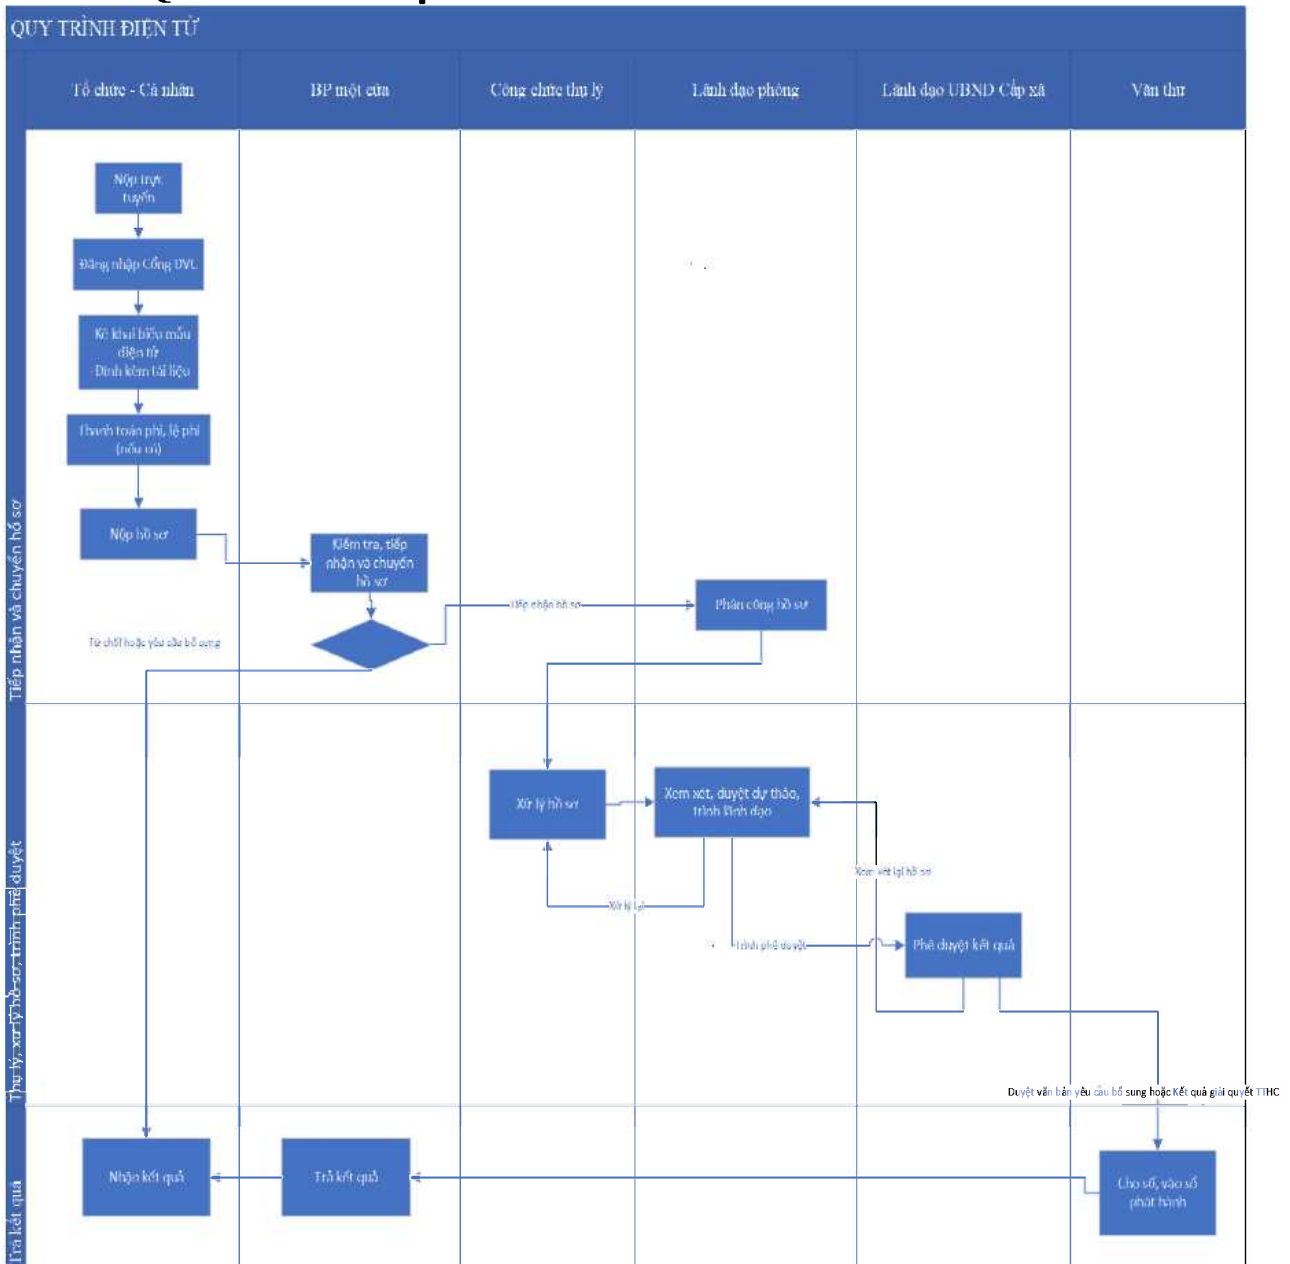 QUY TRÌNH ĐIỆN TỬ
Tổ chức - Cá nhân
BP một cửa
Công chức thụ lý
Lãnh đạo phòng
Lãnh đạo UBND Cấp xã
Văn thư
Tiếp nhận và chuyển hồ sơ
Nộp trực
tuyến
Đăng nhập Cổng DVC
Kê khai biểu mẫu
điện tử
Đính kèm tài liệu
Thanh toán phí, lệ phí
(nếu có)
Nộp hồ sơ
Kiểm tra, tiếp
nhận và chuyển
hồ sơ
Tiếp nhận hồ sơ
Phân công hồ sơ
Từ chối hoặc yêu cầu bổ sung
Thụ lý, xử lý hồ sơ, trình phê duyệt
Xử lý hồ sơ
Xem xét, duyệt dự thảo,
trình lãnh đạo
Xem xét lại hồ sơ
Xử lý lại
Trình phê duyệt
Phê duyệt kết quả
Duyệt văn bản yêu cầu bổ sung hoặc Kết quả giải quyết TTHC
Trả kết quả
Nhận kết quả
Trả kết quả
Cho số, vào sổ
phát hành